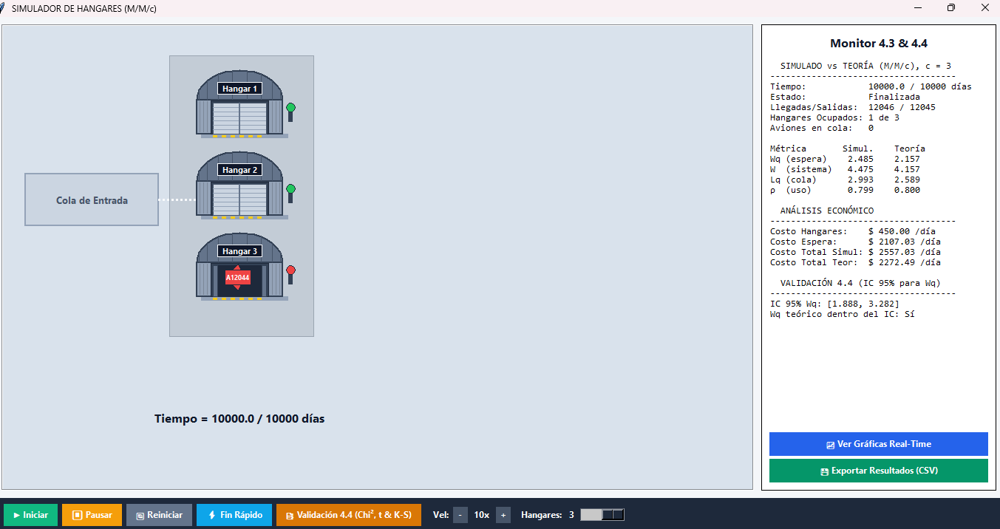 SIMULADOR DE HANGARES (M/M/c)
Hangar 1
Hangar 2
Cola de Entrada
Hangar 3
A12044
Tiempo = 10000.0 / 10000 días
Monitor 4.3 & 4.4
SIMULADO vs TEORÍA (M/M/c), c = 3
------------------------------------
Tiempo: 10000.0 / 10000 días
Estado: Finalizada
Llegadas/Salidas: 12046 / 12045
Hangares Ocupados: 1 de 3
Aviones en cola: 0
Métrica Simul. Teoría
Wq (espera) 2.485 2.157
W (sistema) 4.475 4.157
Lq (cola) 2.993 2.589
ρ (uso) 0.799 0.800
ANÁLISIS ECONÓMICO
------------------------------------
Costo Hangares: $ 450.00 /día
Costo Espera: $ 2107.03 /día
Costo Total Simul: $ 2557.03 /día
Costo Total Teor: $ 2272.49 /día
VALIDACIÓN 4.4 (IC 95% para Wq)
------------------------------------
IC 95% Wq: [1.888, 3.282]
Wq teórico dentro del IC: Sí
Ver Gráficas Real-Time
Exportar Resultados (CSV)
Iniciar Pausar Reiniciar Fin Rápido Validación 4.4 (Chi², t & K-S) Vel: - 10x + Hangares: 3